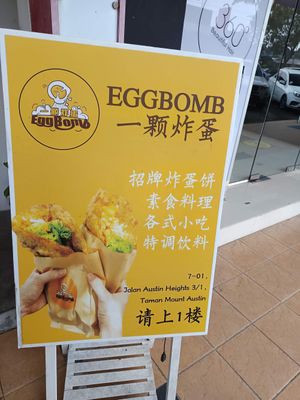 EggBomb
EGGBOMB
一颗炸蛋
招牌炸蛋饼
素食料理
各式小吃
特调饮料
7-01,
Jalan Austin Heights 3/1,
Taman Mount Austin
请上1楼
360°